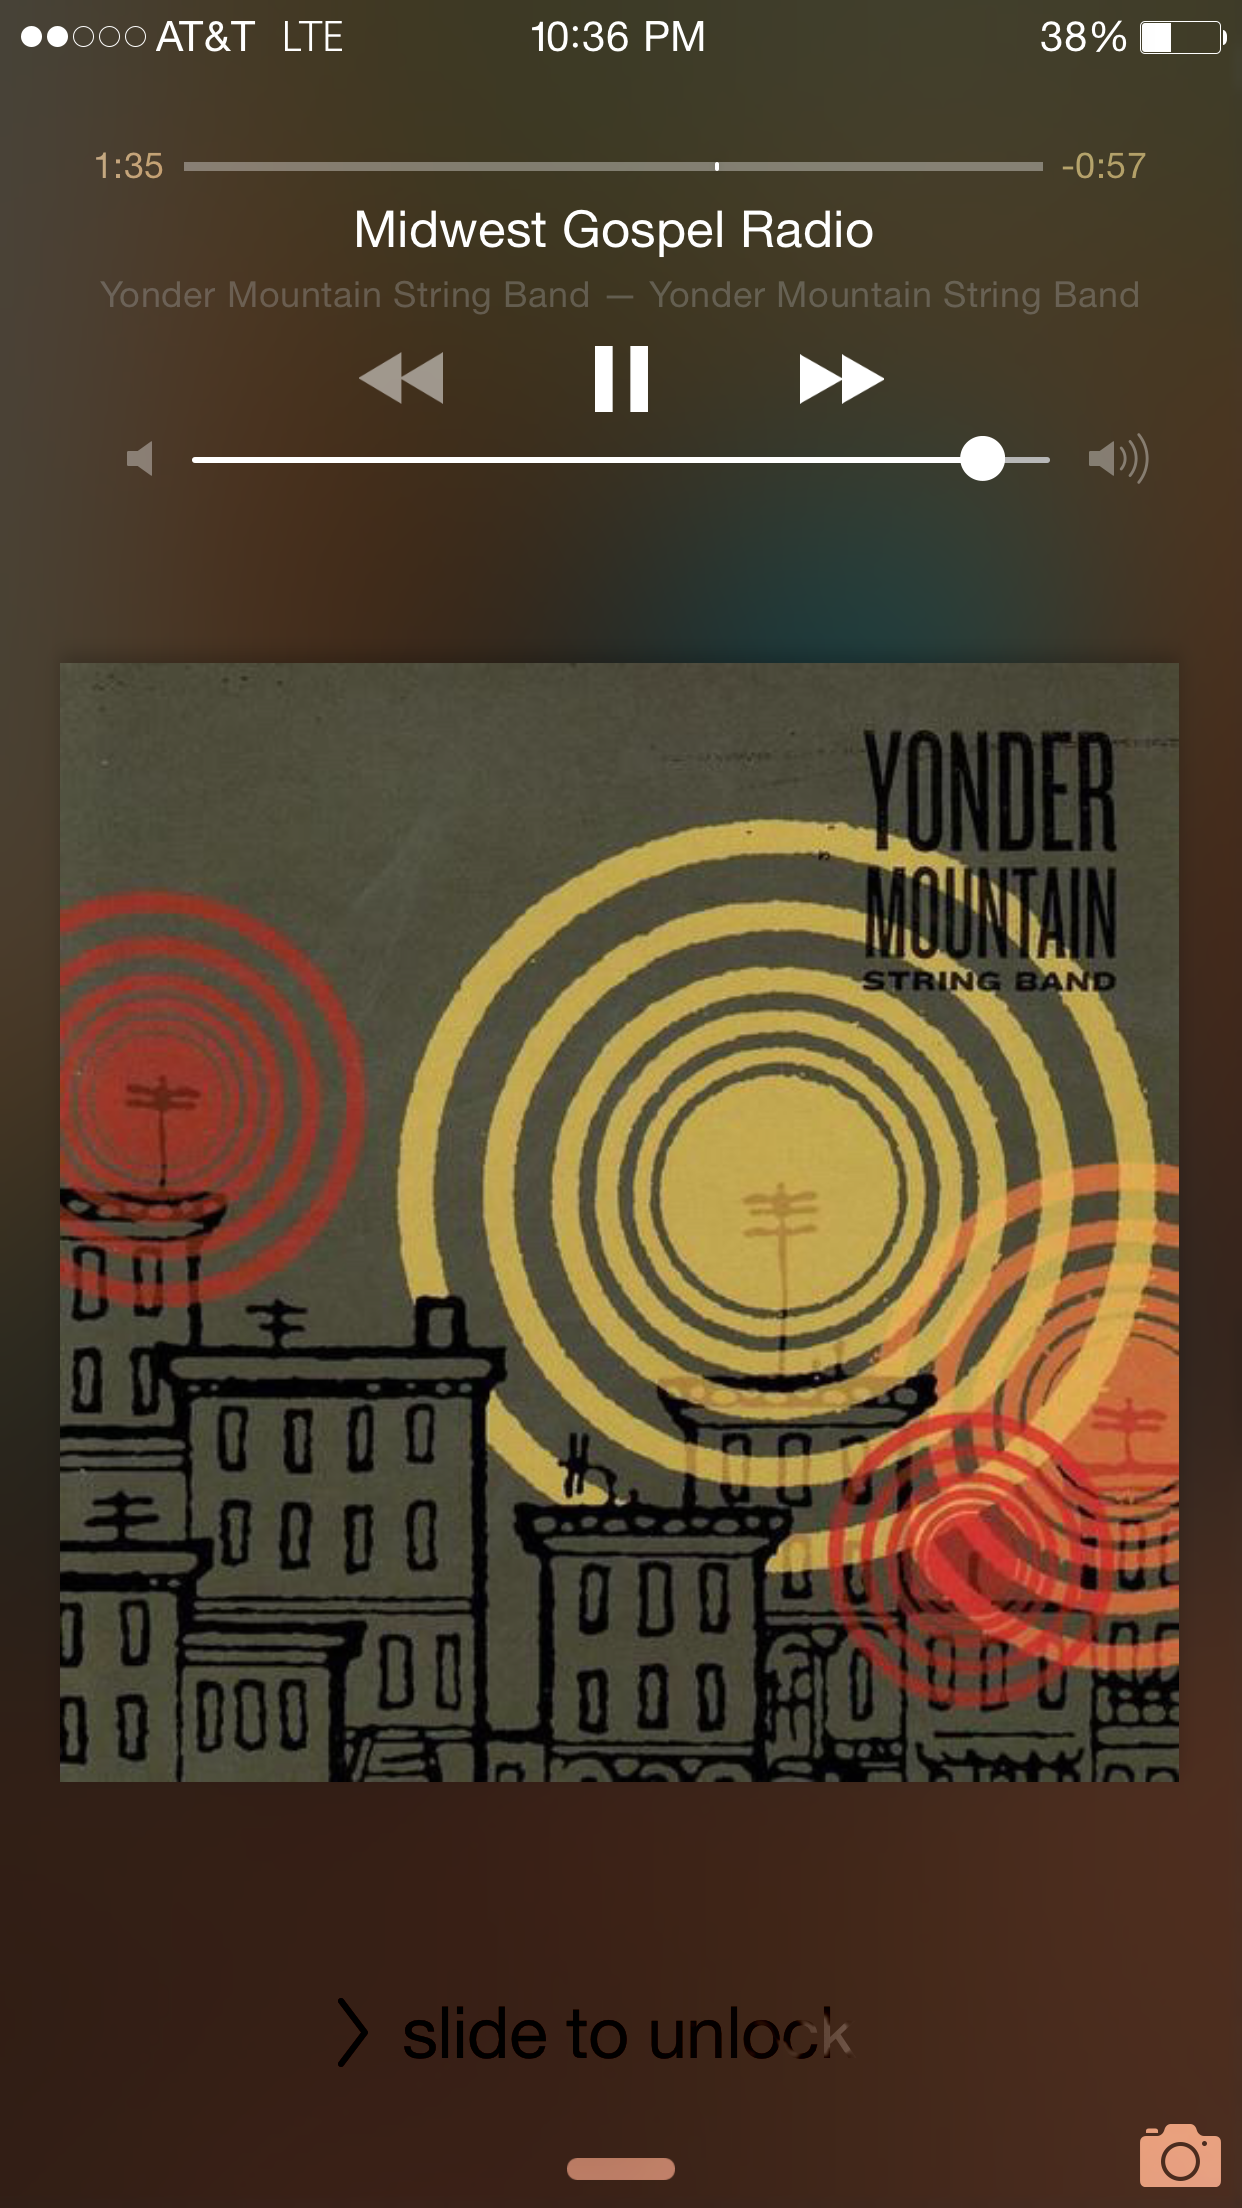 AT&T LTE 10:36 PM 38%
1:35 -0:57
Midwest Gospel Radio
Yonder Mountain String Band — Yonder Mountain String Band
YONDER
MOUNTAIN
STRING BAND
slide to unlock